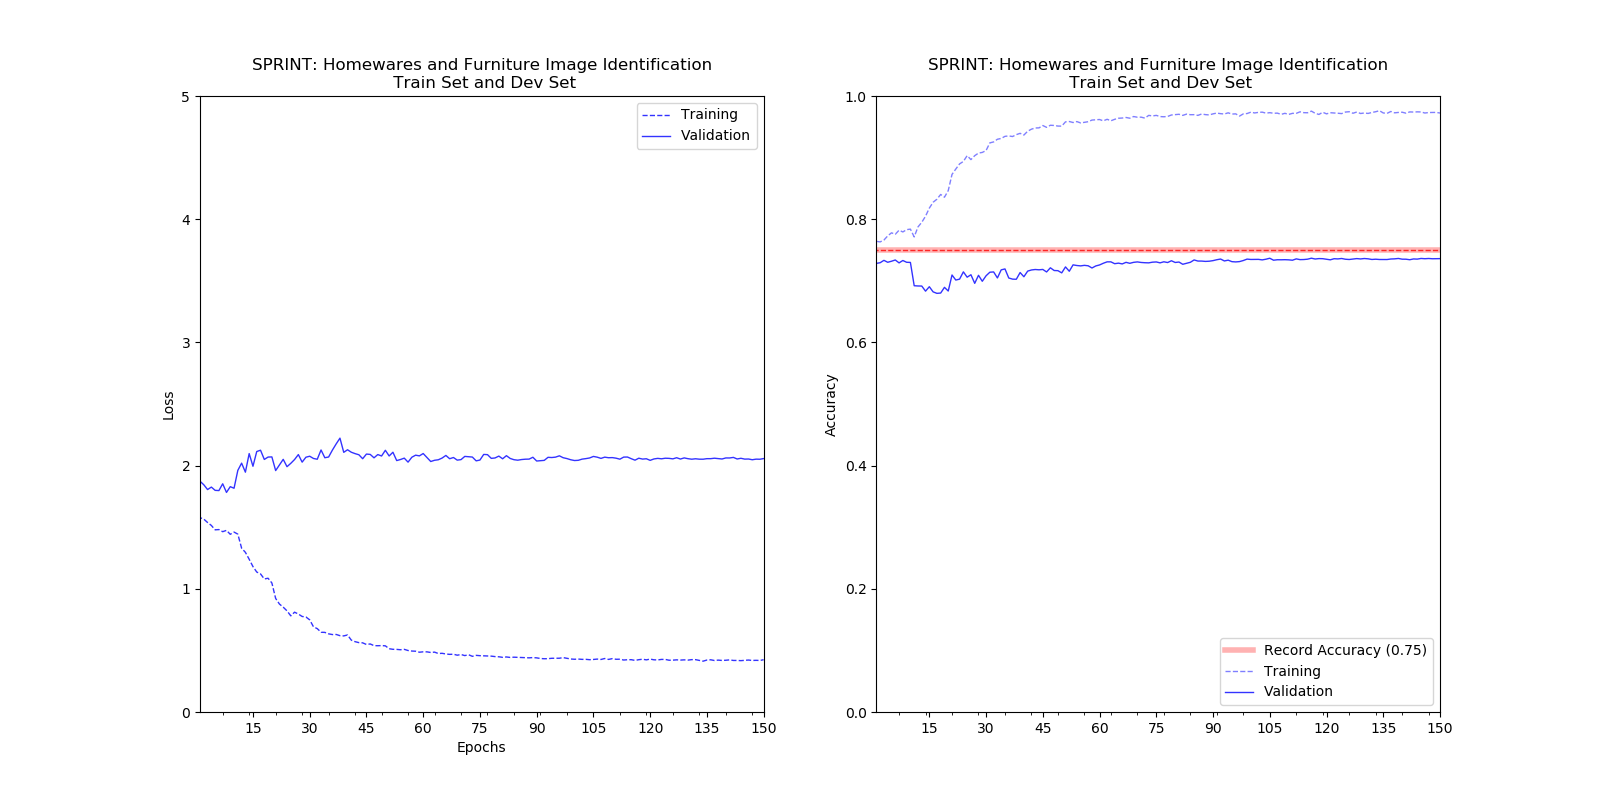 SPRINT: Homewares and Furniture Image Identification
Train Set and Dev Set
5
4
3
2
1
0
Loss
Training
Validation
15 30 45 60 75 90 105 120 135 150
Epochs
SPRINT: Homewares and Furniture Image Identification
Train Set and Dev Set
1.0
0.8
0.6
0.4
0.2
0.0
Accuracy
Record Accuracy (0.75)
Training
Validation
15 30 45 60 75 90 105 120 135 150